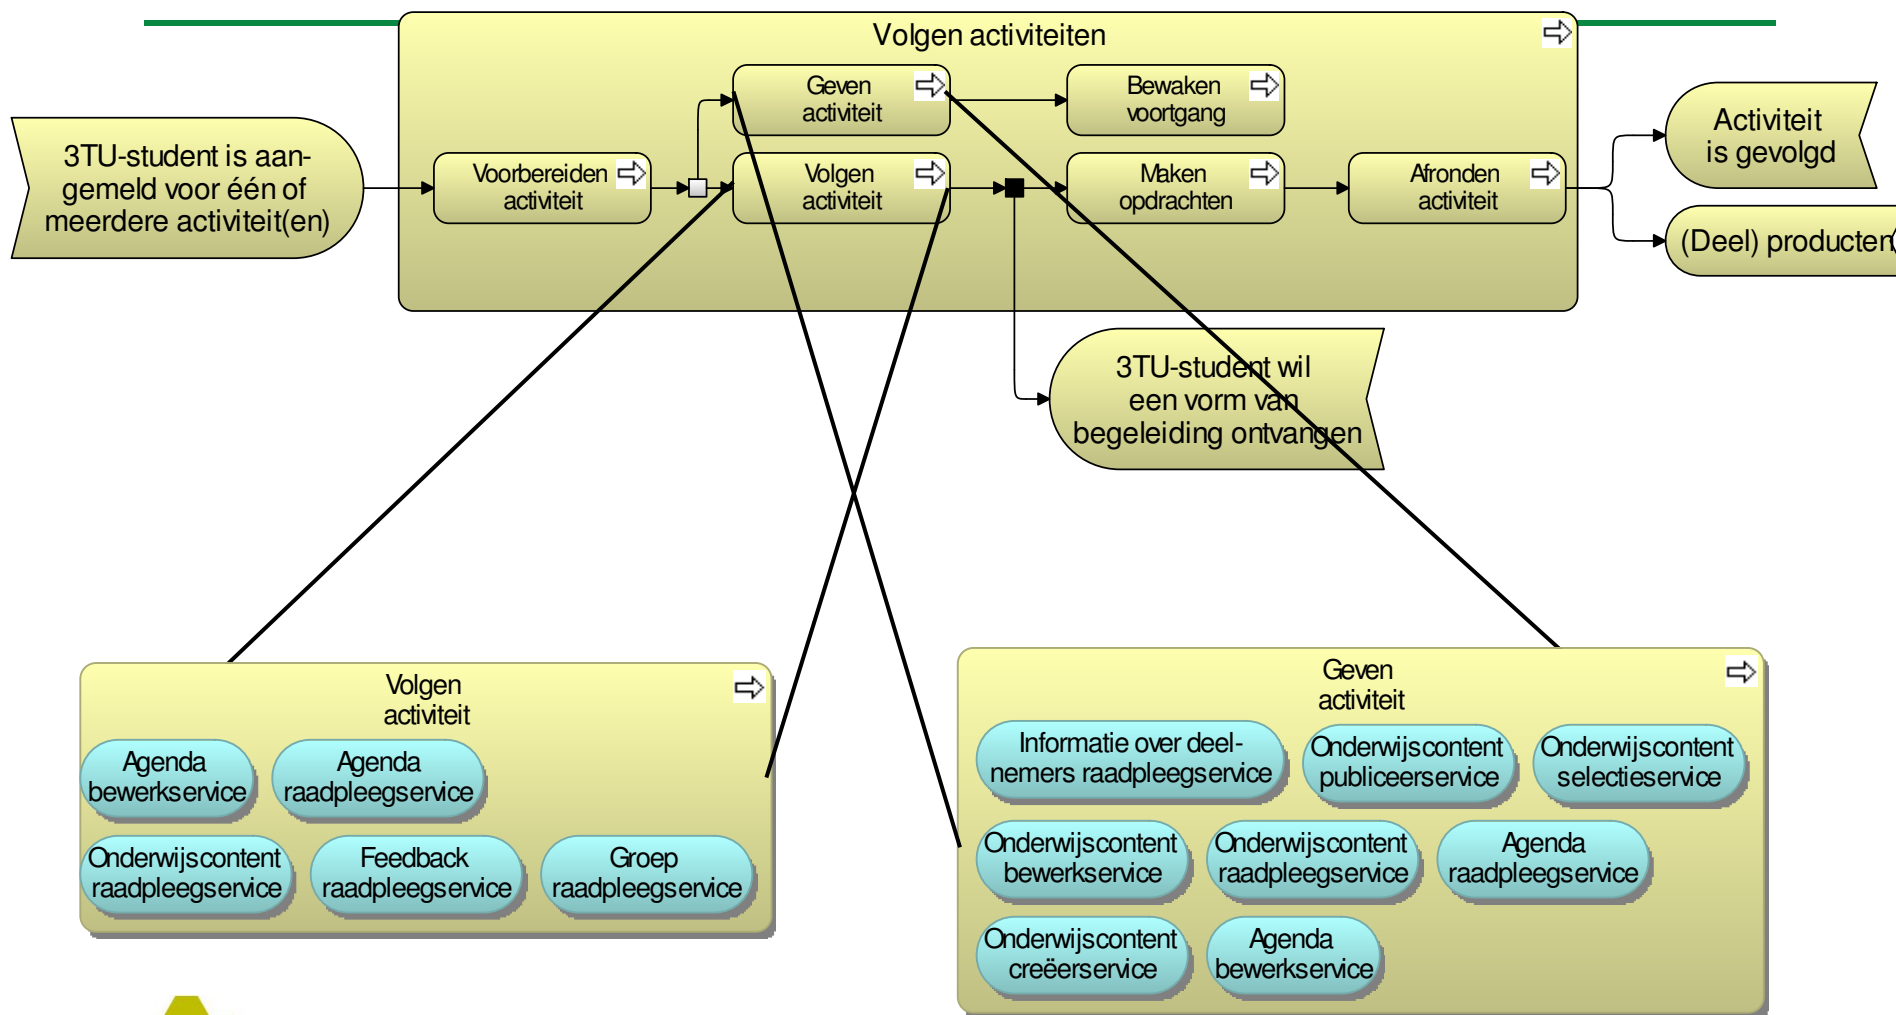 Volgen activiteiten
Geven
activiteit
Bewaken
voortgang
Activiteit
is gevolgd
3TU-student is aan-
gemeld voor één of
meerdere activiteit(en)
Voorbereiden
activiteit
Volgen
activiteit
Maken
opdrachten
Afronden
activiteit
(Deel) producten(
3TU-student wil
een vorm van
begeleiding ontvangen
Volgen
activiteit
Agenda
bewerkservice
Agenda
raadpleegservice
Onderwijscontent
raadpleegservice
Feedback
raadpleegservice
Groep
raadpleegservice
Geven
activiteit
Informatie over deel-
nemers raadpleegservice
Onderwijscontent
publiceerservice
Onderwijscontent
selectieservice
Onderwijscontent
bewerkservice
Onderwijscontent
raadpleegservice
Agenda
raadpleegservice
Onderwijscontent
creëerservice
Agenda
bewerkservice